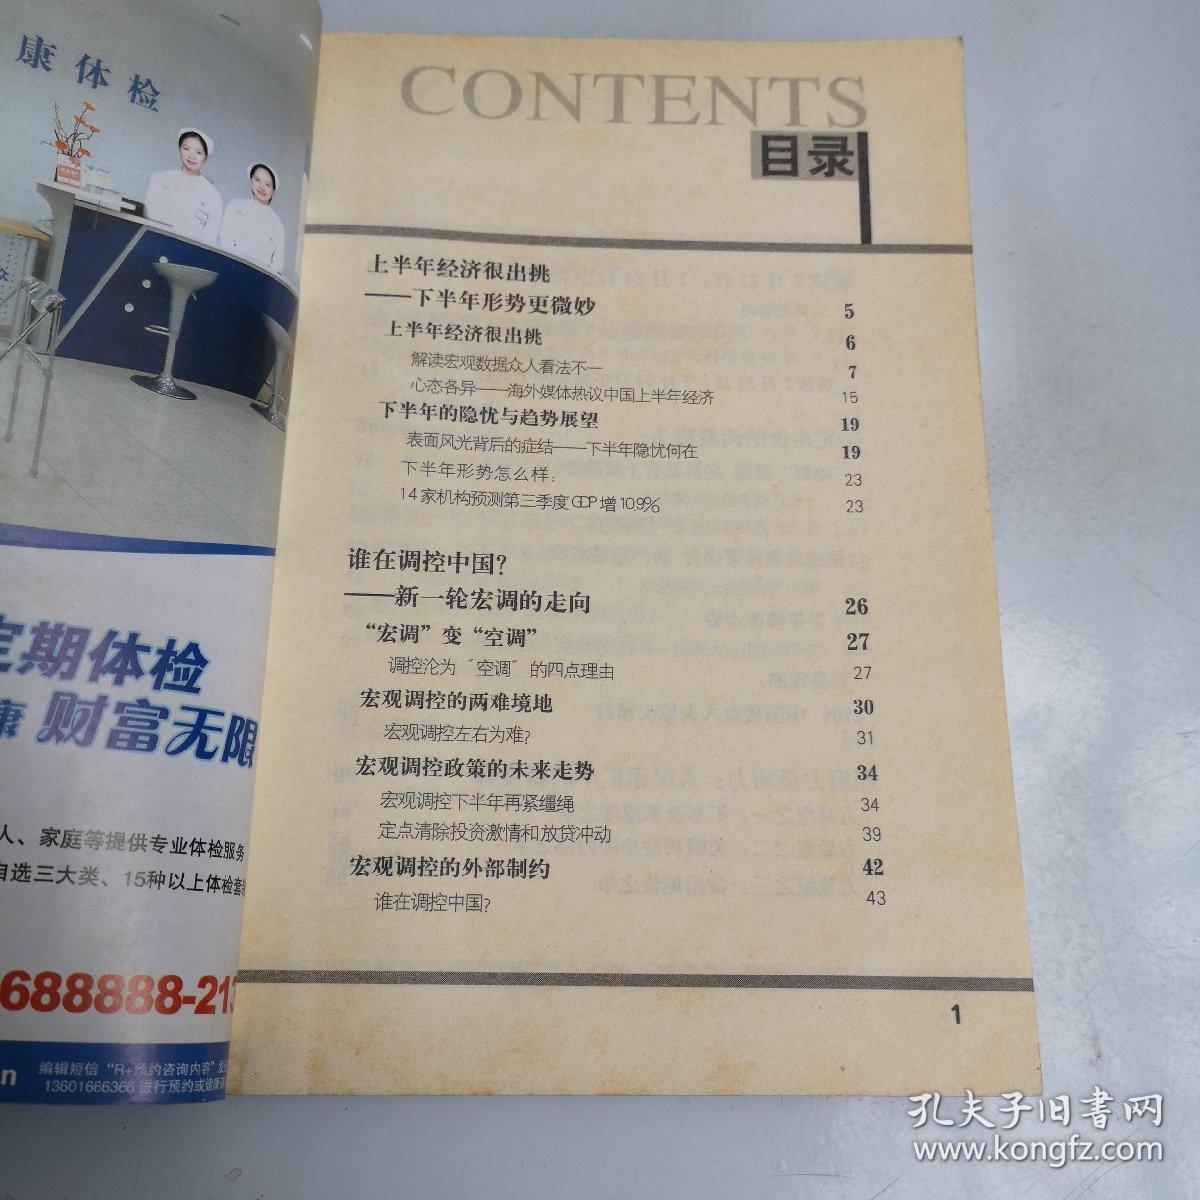 康体检
定期体检
康 财富无限
人、家庭等提供专业体检服务
自选三大类、15种以上体检套
688888-213
编辑短信“R+预约咨询内容”发
13601666366 进行预约或健康
CONTENTS
目录
上半年经济很出挑
——下半年形势更微妙 5
上半年经济很出挑 6
解读宏观数据众人看法不一 7
心态各异——海外媒体热议中国上半年经济 15
下半年的隐忧与趋势展望 19
表面风光背后的症结——下半年隐忧何在 19
下半年形势怎么样: 23
14家机构预测第三季度GDP增10.9% 23
谁在调控中国?
——新一轮宏调的走向 26
“宏调”变“空调” 27
调控沦为“空调”的四点理由 27
宏观调控的两难境地 30
宏观调控左右为难? 31
宏观调控政策的未来走势 34
宏观调控下半年再紧缰绳 34
定点清除投资激情和放贷冲动 39
宏观调控的外部制约 42
谁在调控中国? 43
1
孔夫子旧书网
www.kongfz.com